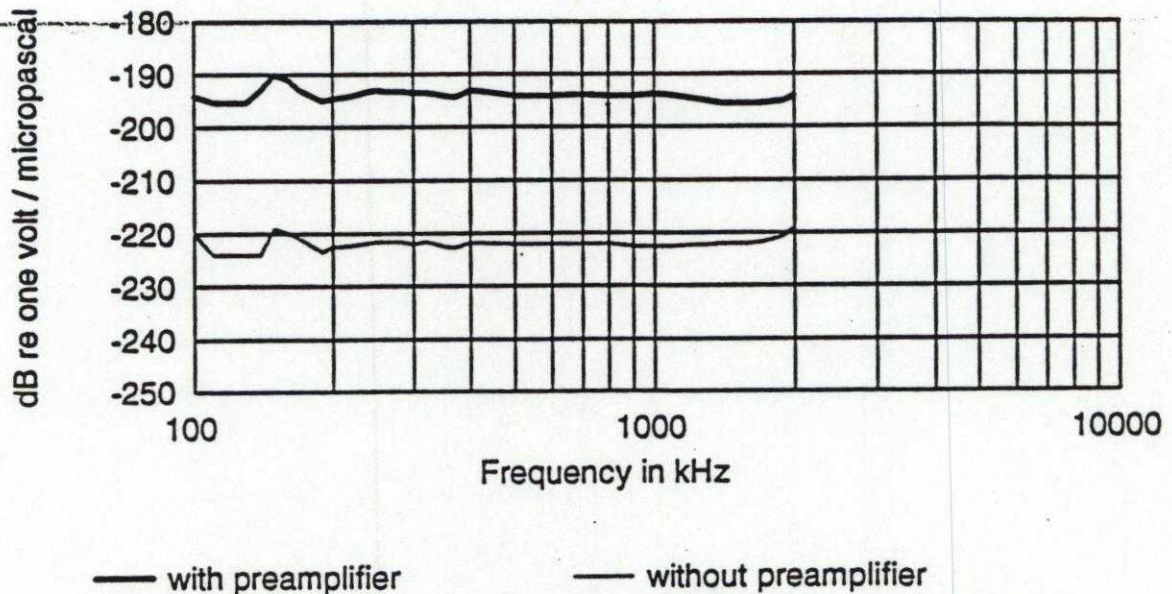 dB re one volt / micropascal
-180
-190
-200
-210
-220
-230
-240
-250
100 1000 10000
Frequency in kHz
with preamplifier without preamplifier